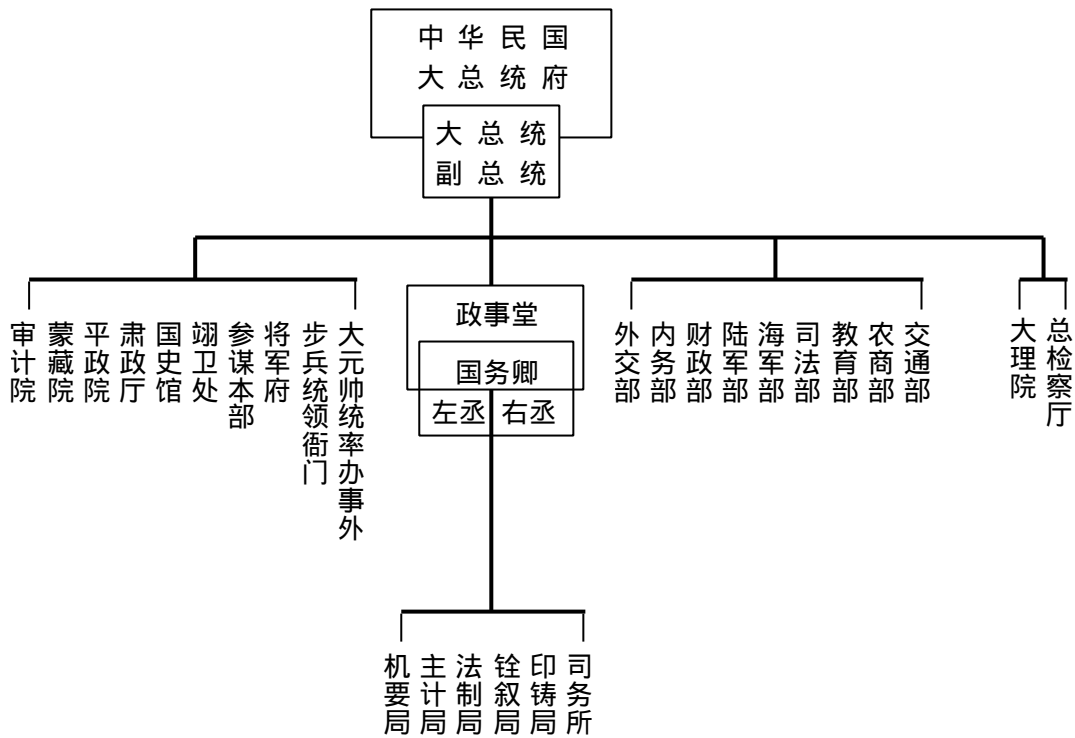 中华民国
大总统府
大总统
副总统
审计院
蒙藏院
平政院
肃政厅
国史馆
翊卫处
参谋本部
将军府
步兵统领衙门
大元帅统率办事外
政事堂
国务卿
左丞 右丞
外交部
内务部
财政部
陆军部
海军部
司法部
教育部
农商部
交通部
大理院
总检察厅
机要局
主计局
法制局
铨叙局
印铸局
司务所